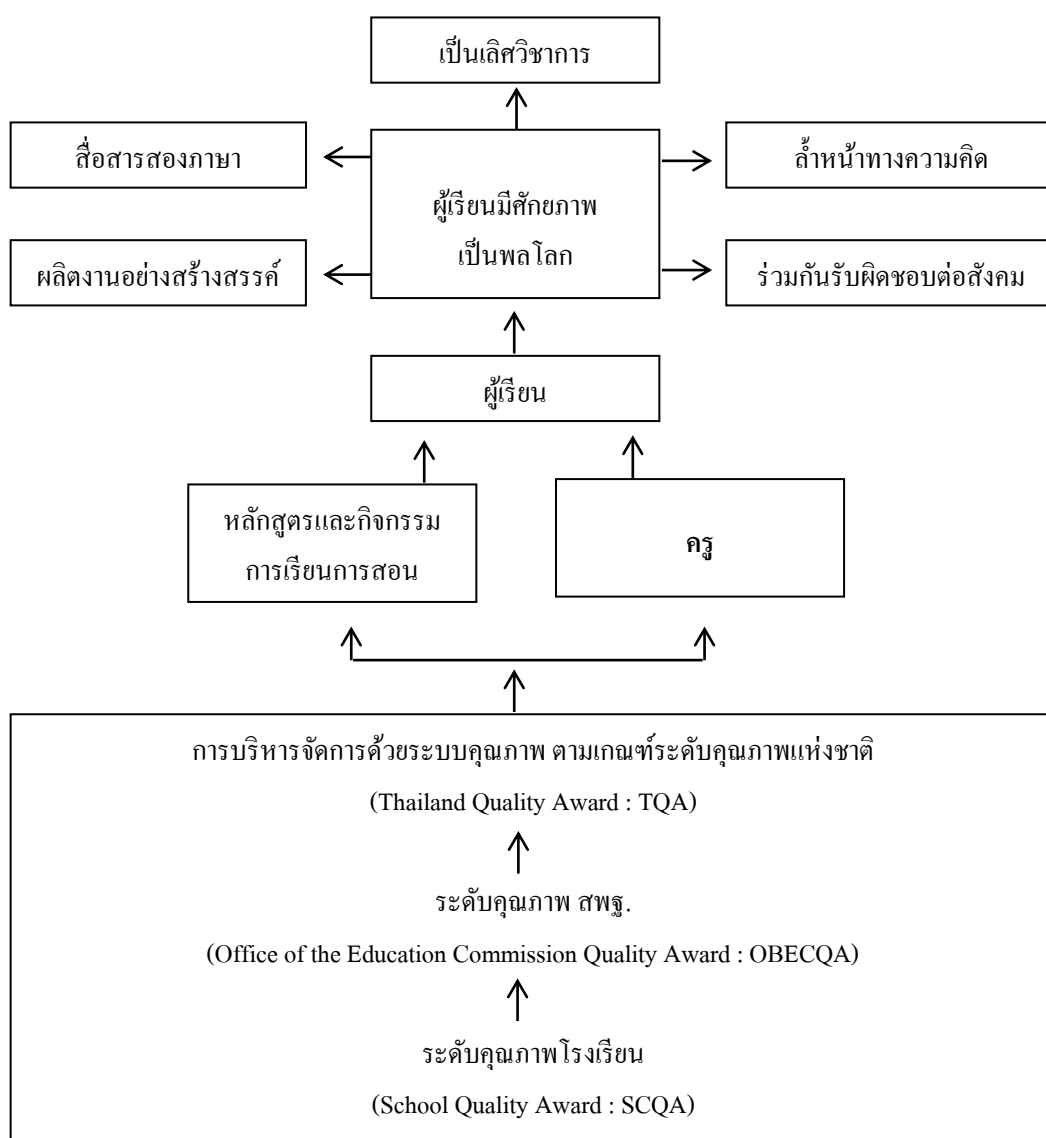 เป็นเลิศวิชาการ
สื่อสารสองภาษา
ล้ำหน้าทางความคิด
ผู้เรียนมีศักยภาพ
เป็นพลโลก
ผลิตงานอย่างสร้างสรรค์
ร่วมกันรับผิดชอบต่อสังคม
ผู้เรียน
หลักสูตรและกิจกรรม
การเรียนการสอน
ครู
การบริหารจัดการด้วยระบบคุณภาพ ตามเกณฑ์ระดับคุณภาพแห่งชาติ
(Thailand Quality Award : TQA)
ระดับคุณภาพ สพฐ.
(Office of the Education Commission Quality Award : OBECQA)
ระดับคุณภาพโรงเรียน
(School Quality Award : SCQA)